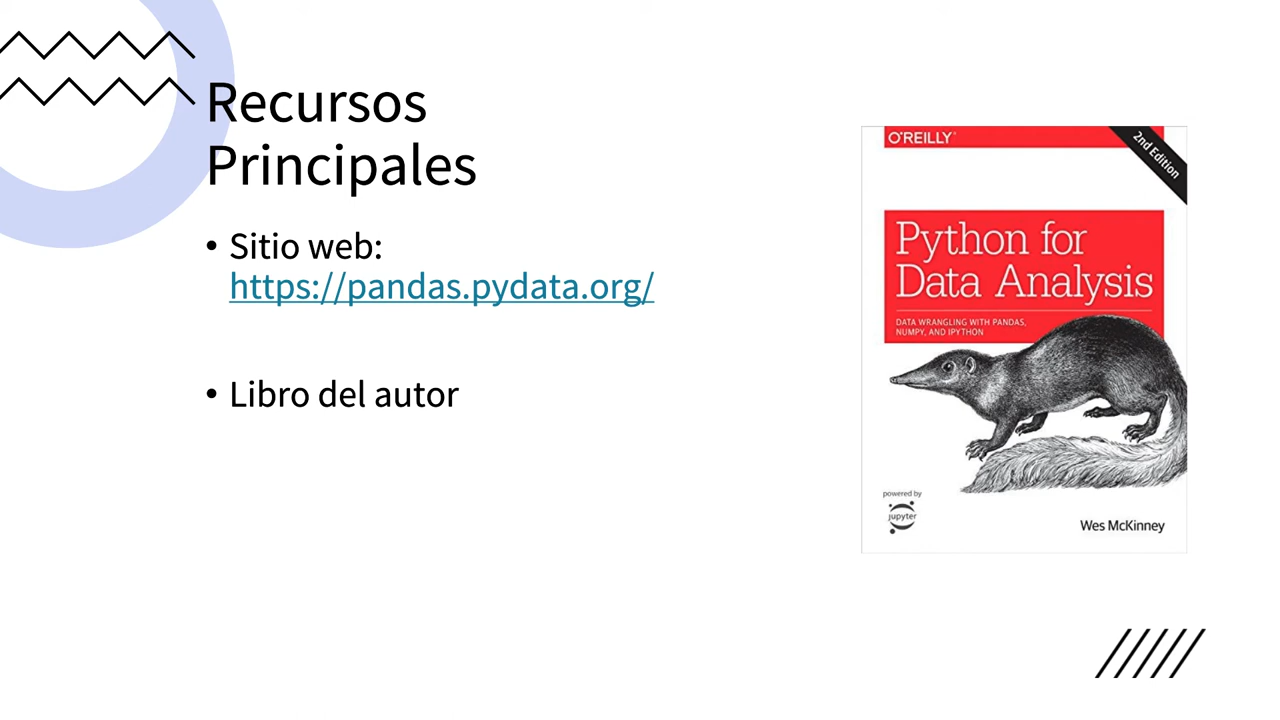 Recursos
Principales
• Sitio web:
https://pandas.pydata.org/
• Libro del autor
O'REILLY®
2nd Edition
Python for
Data Analysis
DATA WRANGLING WITH PANDAS,
NUMPY, AND IPYTHON
powered by
jupyter
Wes McKinney